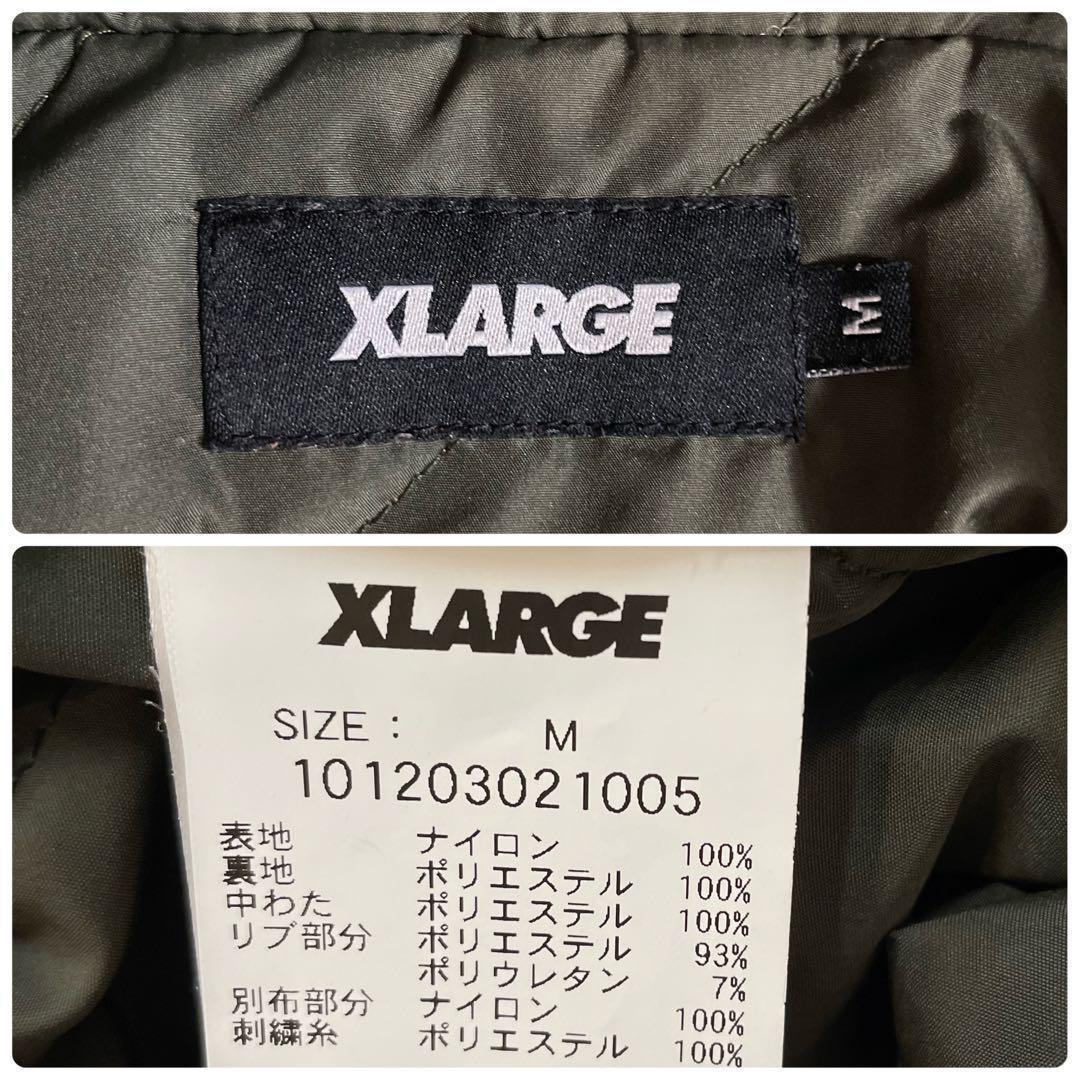 XLARGE
M
XLARGE
SIZE : M
101203021005
表地 ナイロン 100%
裏地 ポリエステル 100%
中わた ポリエステル 100%
リブ部分 ポリエステル 93%
ポリウレタン 7%
別布部分 ナイロン 100%
刺繍糸 ポリエステル 100%